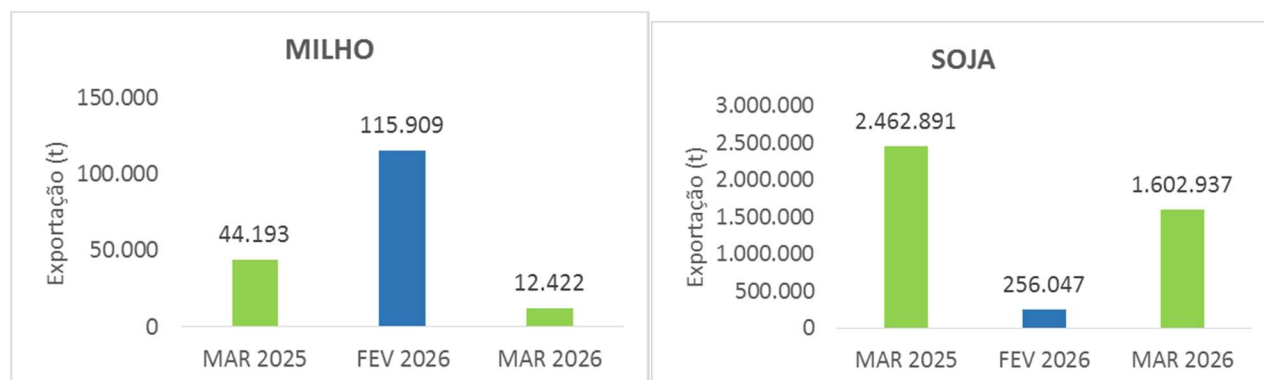 MILHO
Exportação (t)
150.000
100.000
50.000
0
44.193
115.909
12.422
MAR 2025
FEV 2026
MAR 2026
SOJA
Exportação (t)
3.000.000
2.500.000
2.000.000
1.500.000
1.000.000
500.000
0
2.462.891
256.047
1.602.937
MAR 2025
FEV 2026
MAR 2026